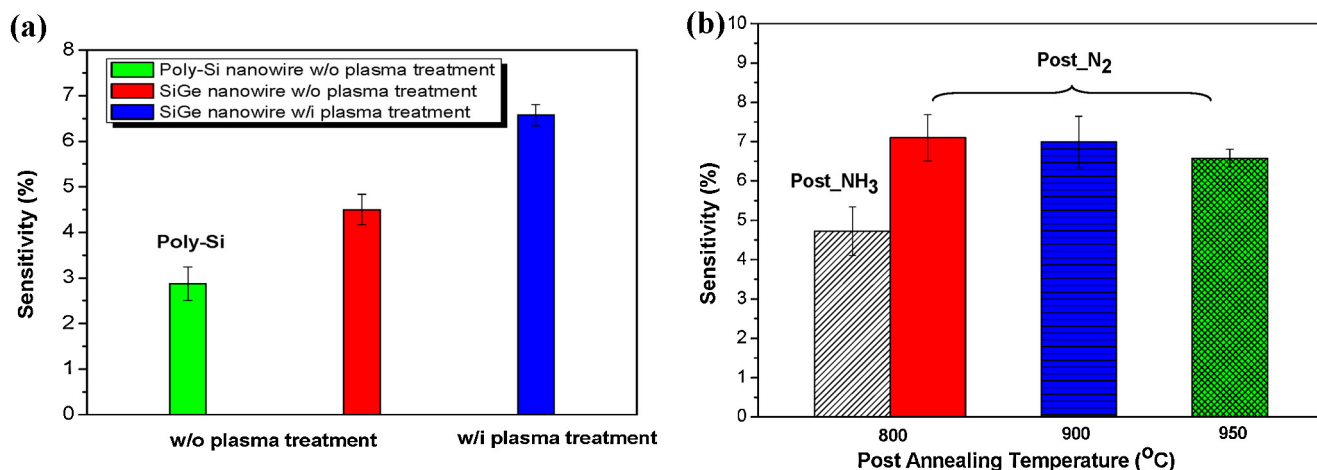 (a)
8
7
6
5
4
3
2
1
0
Sensitivity (%)
Poly-Si nanowire w/o plasma treatment
SiGe nanowire w/o plasma treatment
SiGe nanowire w/i plasma treatment
Poly-Si
w/o plasma treatment
w/i plasma treatment
(b)
10
9
8
7
6
5
4
3
2
1
0
Sensitivity (%)
Post_N2
Post_NH3
800
900
950
Post Annealing Temperature (OC)